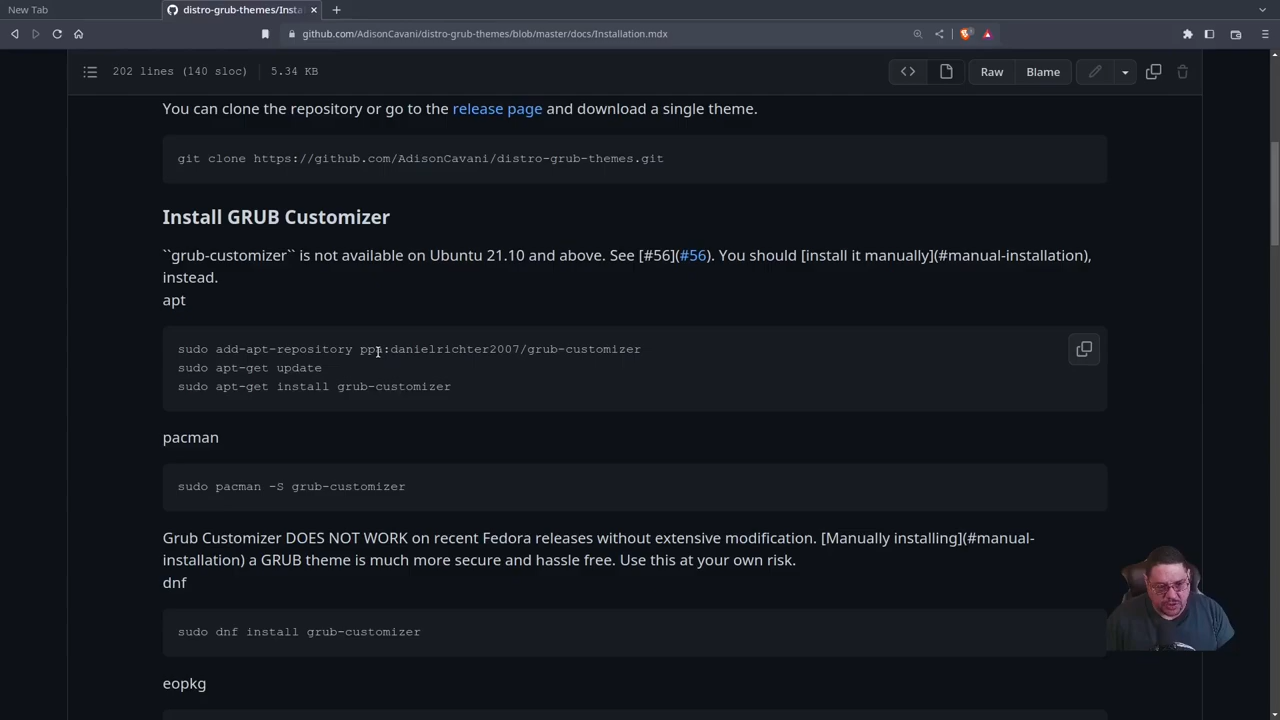 New Tab
distro-grub-themes/Insta
github.com/AdisonCavani/distro-grub-themes/blob/master/docs/Installation.mdx
202 lines (140 sloc) 5.34 KB
Raw
Blame
You can clone the repository or go to the release page and download a single theme.
git clone https://github.com/AdisonCavani/distro-grub-themes.git
Install GRUB Customizer
``grub-customizer`` is not available on Ubuntu 21.10 and above. See [#56](#56). You should [install it manually](#manual-installation),
instead.
apt
sudo add-apt-repository ppa:danielrichter2007/grub-customizer
sudo apt-get update
sudo apt-get install grub-customizer
pacman
sudo pacman -S grub-customizer
Grub Customizer DOES NOT WORK on recent Fedora releases without extensive modification. [Manually installing](#manual-
installation) a GRUB theme is much more secure and hassle free. Use this at your own risk.
dnf
sudo dnf install grub-customizer
eopkg